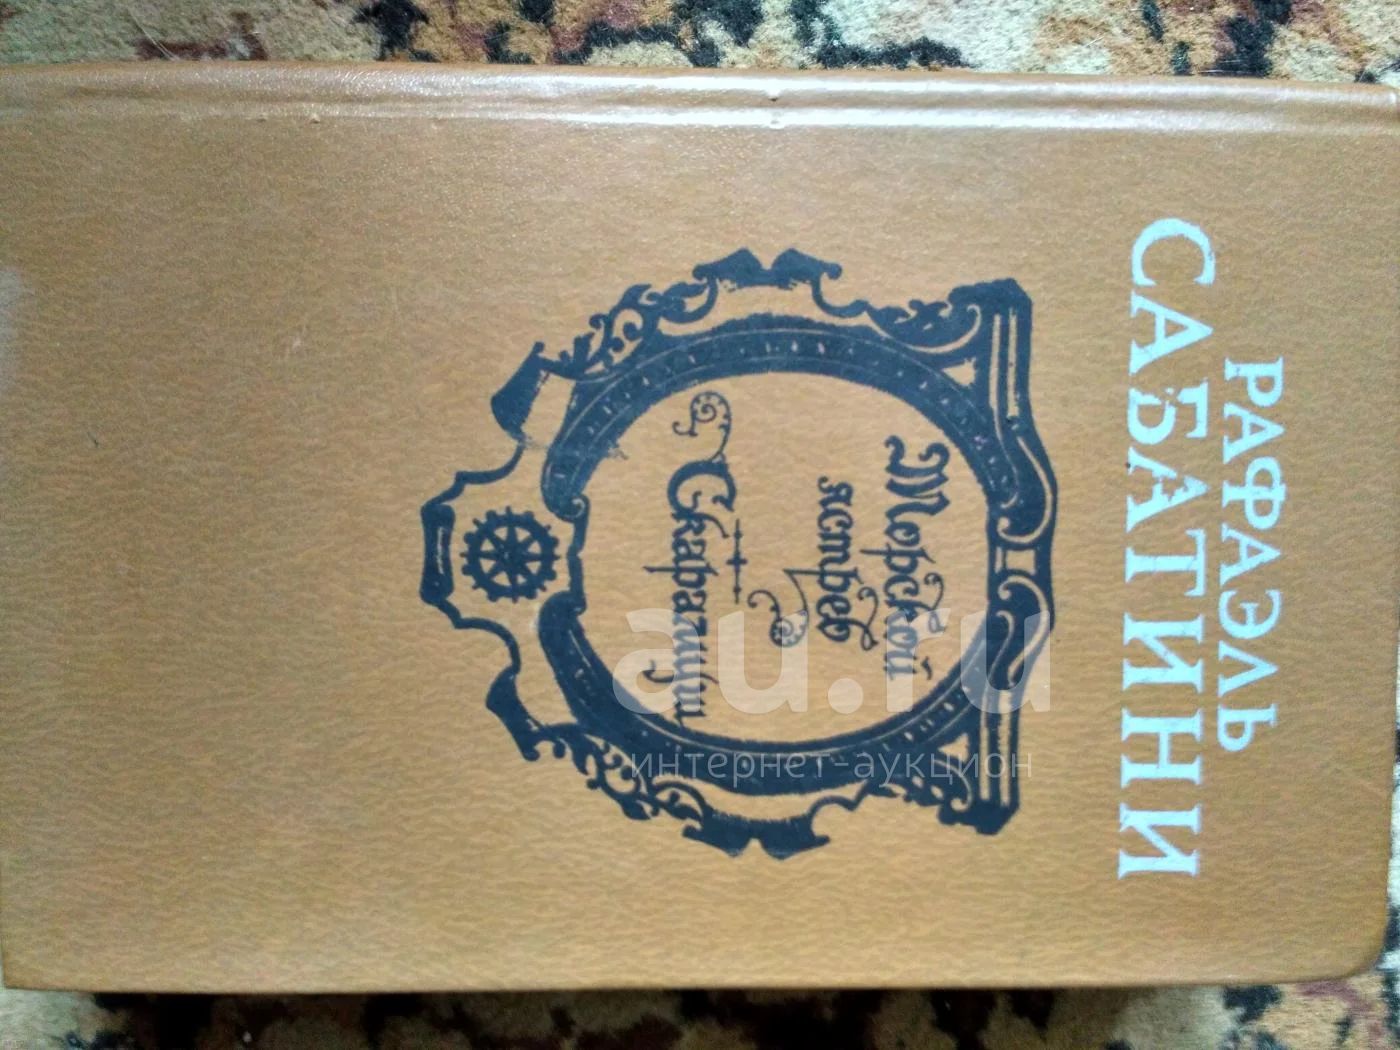 РАФАЭЛЬ
САБАТИНИ
Морской
ястреб
Скарамуш
au.ru
интернет-аукцион